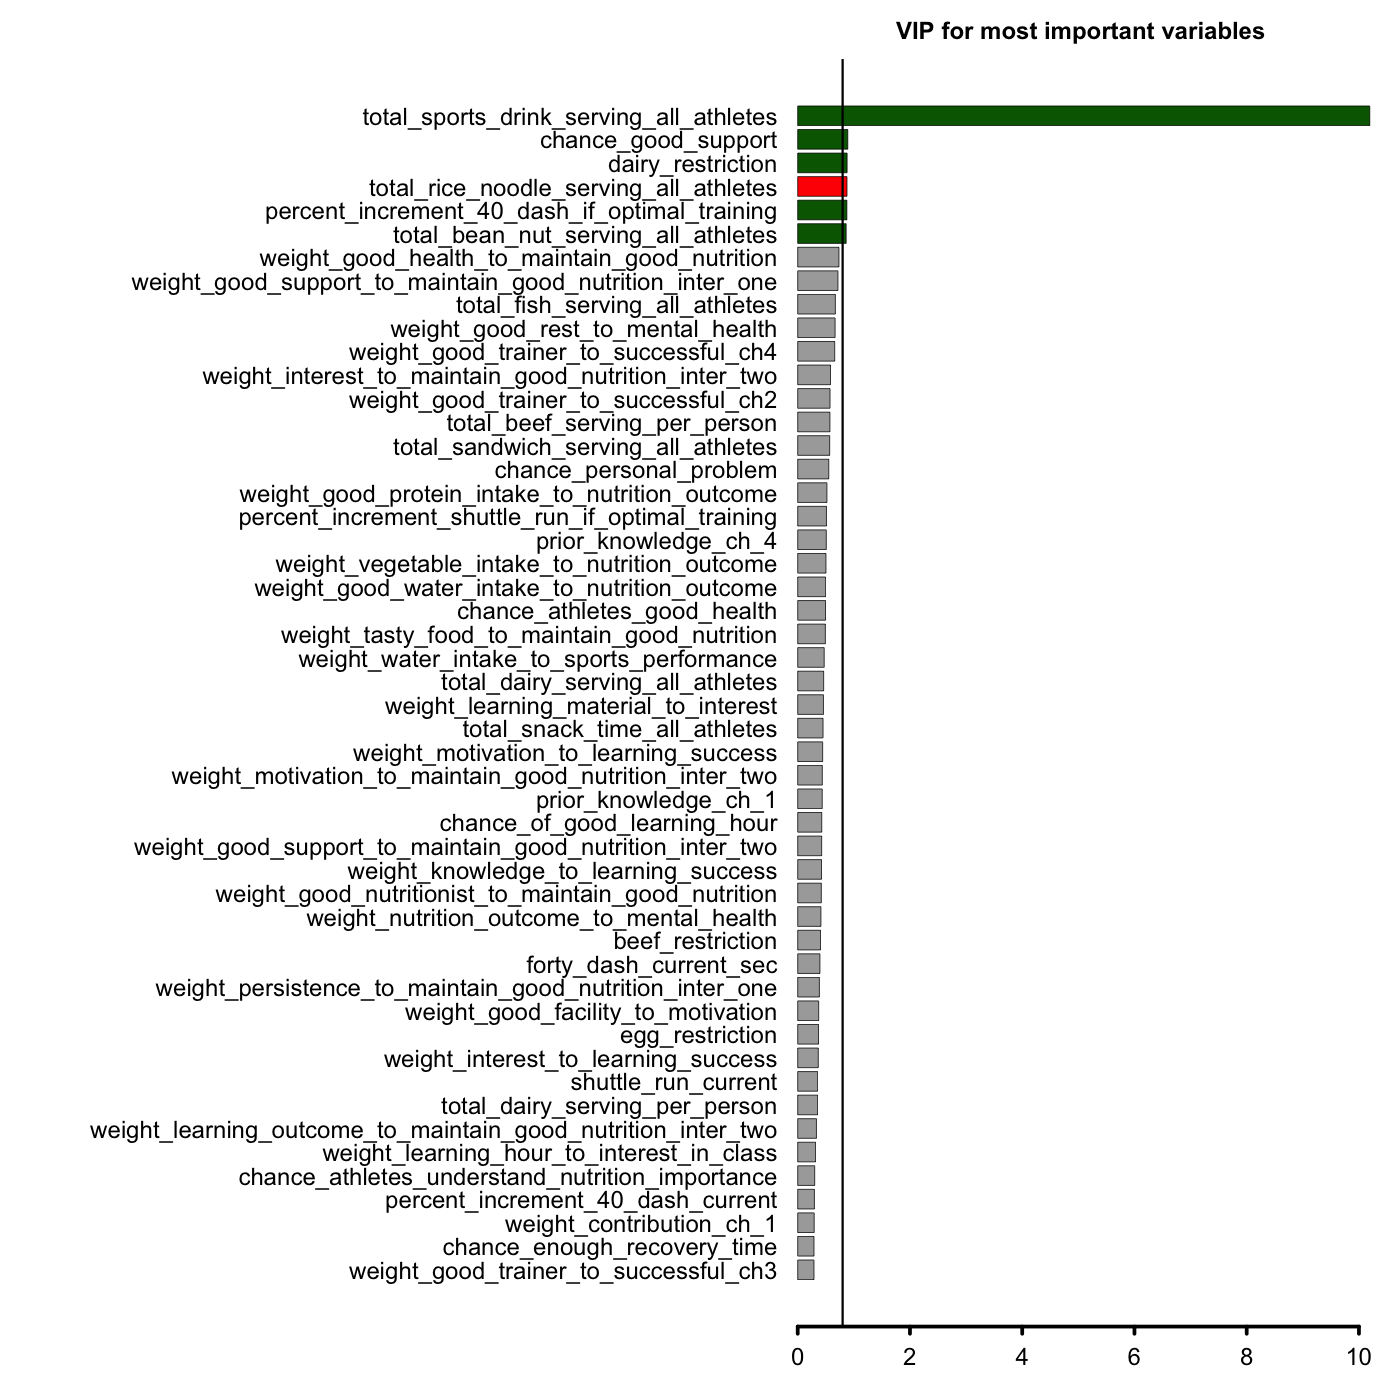 VIP for most important variables
total_sports_drink_serving_all_athletes
chance_good_support
dairy_restriction
total_rice_noodle_serving_all_athletes
percent_increment_40_dash_if_optimal_training
total_bean_nut_serving_all_athletes
weight_good_health_to_maintain_good_nutrition
weight_good_support_to_maintain_good_nutrition_inter_one
total_fish_serving_all_athletes
weight_good_rest_to_mental_health
weight_good_trainer_to_successful_ch4
weight_interest_to_maintain_good_nutrition_inter_two
weight_good_trainer_to_successful_ch2
total_beef_serving_per_person
total_sandwich_serving_all_athletes
chance_personal_problem
weight_good_protein_intake_to_nutrition_outcome
percent_increment_shuttle_run_if_optimal_training
prior_knowledge_ch_4
weight_vegetable_intake_to_nutrition_outcome
weight_good_water_intake_to_nutrition_outcome
chance_athletes_good_health
weight_tasty_food_to_maintain_good_nutrition
weight_water_intake_to_sports_performance
total_dairy_serving_all_athletes
weight_learning_material_to_interest
total_snack_time_all_athletes
weight_motivation_to_learning_success
weight_motivation_to_maintain_good_nutrition_inter_two
prior_knowledge_ch_1
chance_of_good_learning_hour
weight_good_support_to_maintain_good_nutrition_inter_two
weight_knowledge_to_learning_success
weight_good_nutritionist_to_maintain_good_nutrition
weight_nutrition_outcome_to_mental_health
beef_restriction
forty_dash_current_sec
weight_persistence_to_maintain_good_nutrition_inter_one
weight_good_facility_to_motivation
egg_restriction
weight_interest_to_learning_success
shuttle_run_current
total_dairy_serving_per_person
weight_learning_outcome_to_maintain_good_nutrition_inter_two
weight_learning_hour_to_interest_in_class
chance_athletes_understand_nutrition_importance
percent_increment_40_dash_current
weight_contribution_ch_1
chance_enough_recovery_time
weight_good_trainer_to_successful_ch3
0 2 4 6 8 10